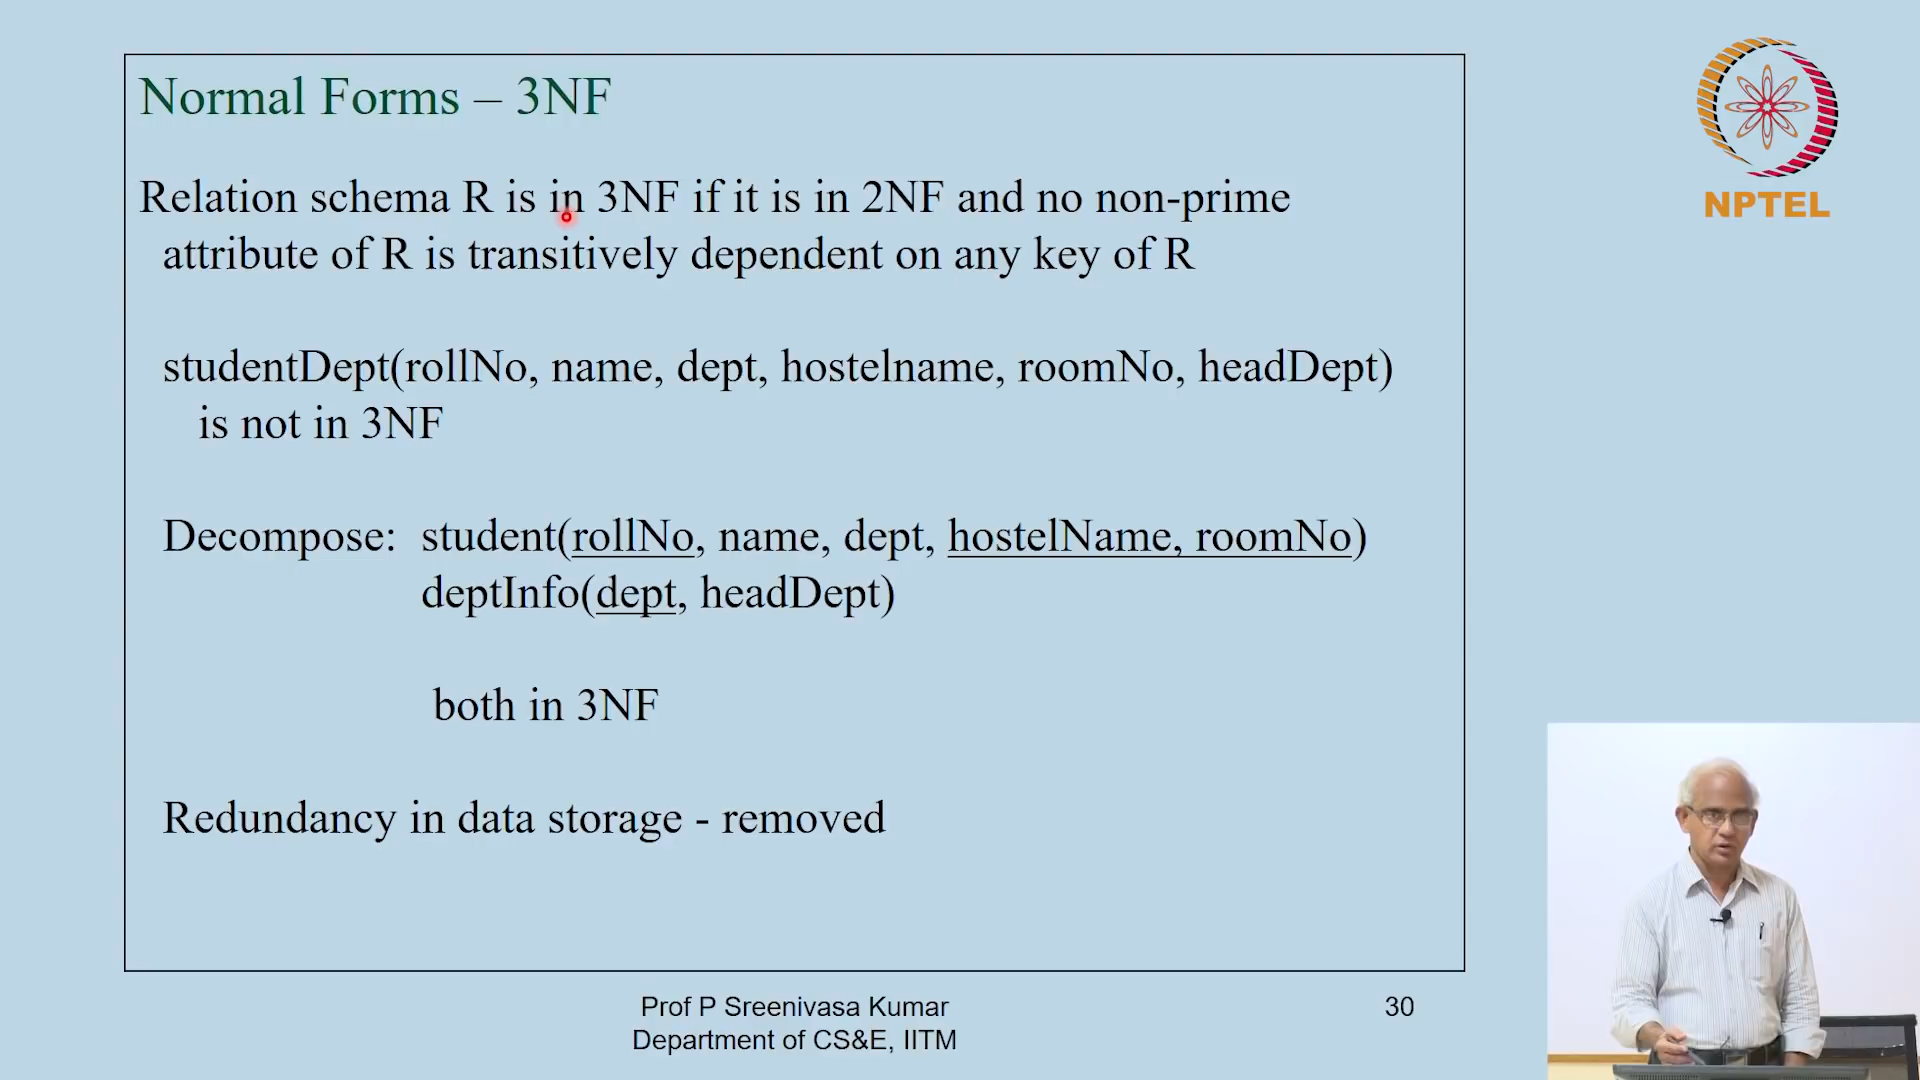 Normal Forms – 3NF
Relation schema R is in 3NF if it is in 2NF and no non-prime
attribute of R is transitively dependent on any key of R
studentDept(rollNo, name, dept, hostelname, roomNo, headDept)
is not in 3NF
Decompose: student(rollNo, name, dept, hostelName, roomNo)
deptInfo(dept, headDept)
both in 3NF
Redundancy in data storage - removed
Prof P Sreenivasa Kumar
Department of CS&E, IITM
30
NPTEL